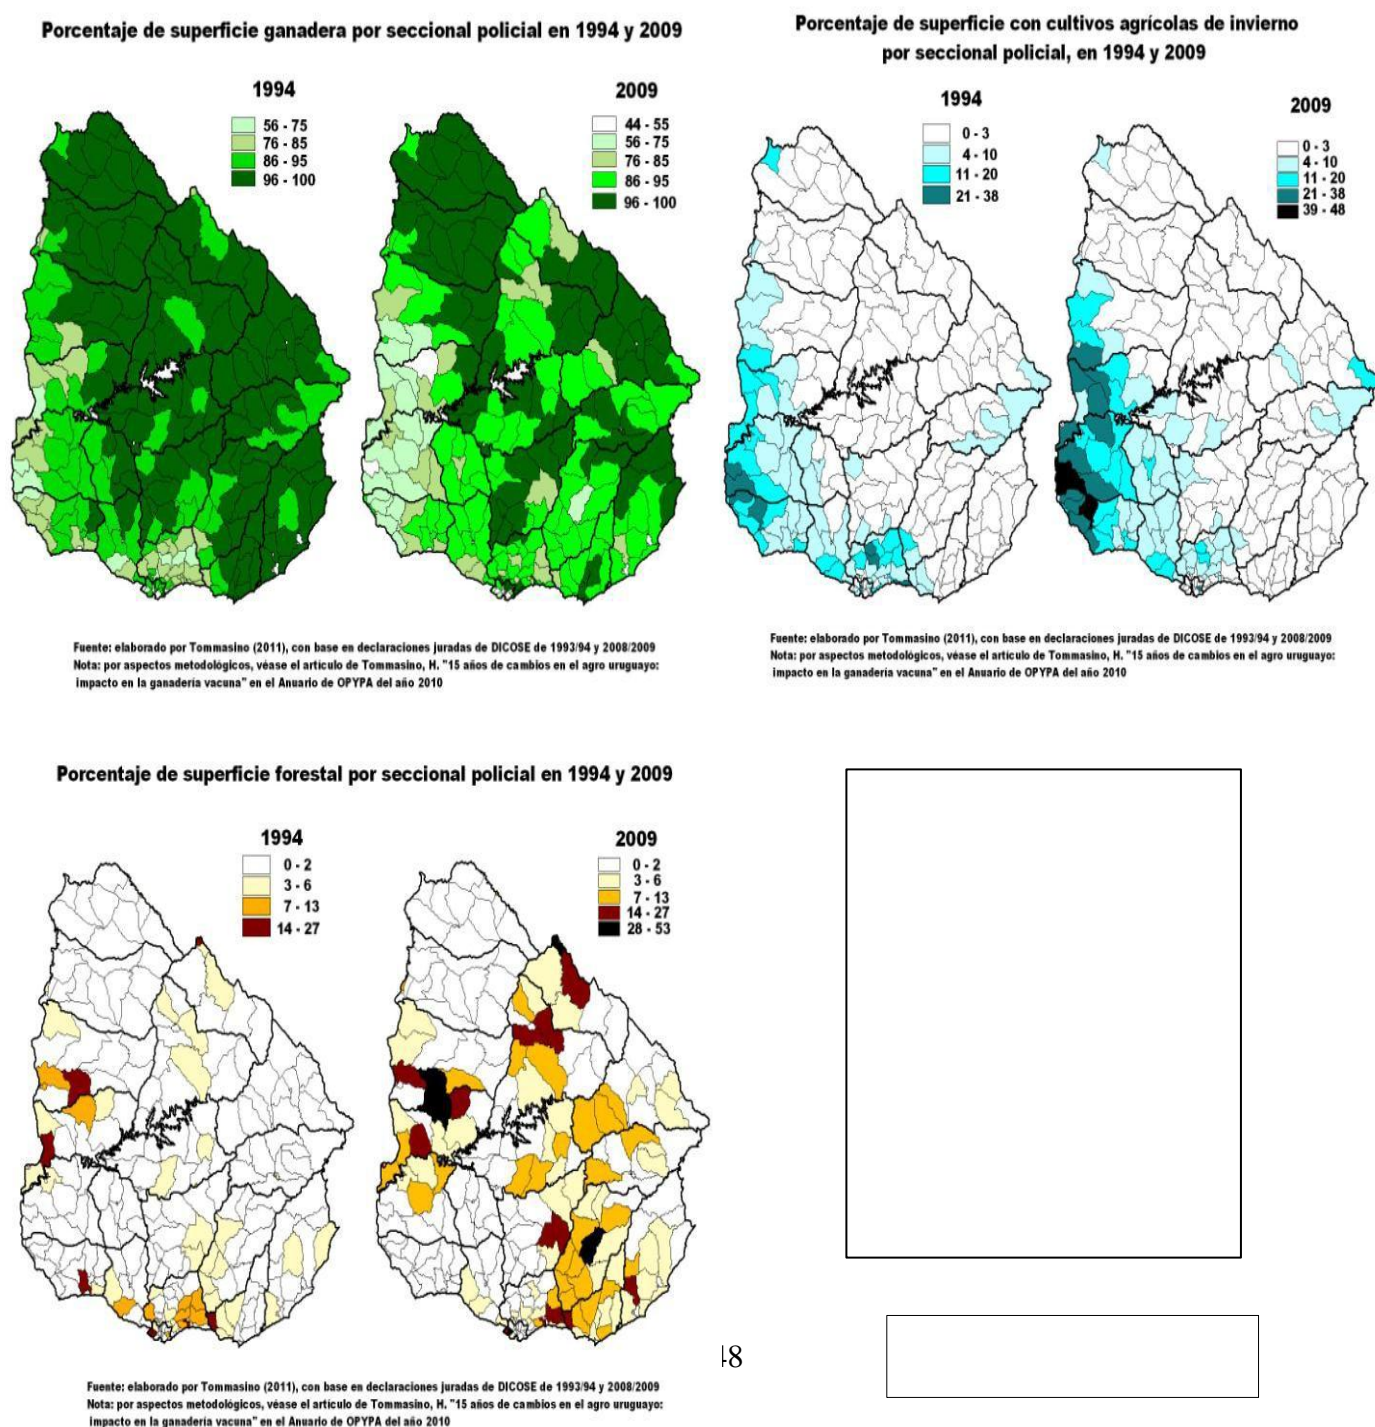 Porcentaje de superficie ganadera por seccional policial en 1994 y 2009
1994
56 - 75
76 - 85
86 - 95
96 - 100
2009
44 - 55
56 - 75
76 - 85
86 - 95
96 - 100
Fuente: elaborado por Tommasino (2011), con base en declaraciones juradas de DICOSE de 1993/94 y 2008/2009
Nota: por aspectos metodológicos, véase el artículo de Tommasino, H. "15 años de cambios en el agro uruguayo:
impacto en la ganadería vacuna" en el Anuario de OPYPA del año 2010
Porcentaje de superficie con cultivos agrícolas de invierno
por seccional policial, en 1994 y 2009
1994
0 - 3
4 - 10
11 - 20
21 - 38
2009
0 - 3
4 - 10
11 - 20
21 - 38
39 - 48
Fuente: elaborado por Tommasino (2011), con base en declaraciones juradas de DICOSE de 1993/94 y 2008/2009
Nota: por aspectos metodológicos, véase el artículo de Tommasino, H. "15 años de cambios en el agro uruguayo:
impacto en la ganadería vacuna" en el Anuario de OPYPA del año 2010
Porcentaje de superficie forestal por seccional policial en 1994 y 2009
1994
0 - 2
3 - 6
7 - 13
14 - 27
2009
0 - 2
3 - 6
7 - 13
14 - 27
28 - 53
Fuente: elaborado por Tommasino (2011), con base en declaraciones juradas de DICOSE de 1993/94 y 2008/2009
Nota: por aspectos metodológicos, véase el artículo de Tommasino, H. "15 años de cambios en el agro uruguayo:
impacto en la ganadería vacuna" en el Anuario de OPYPA del año 2010